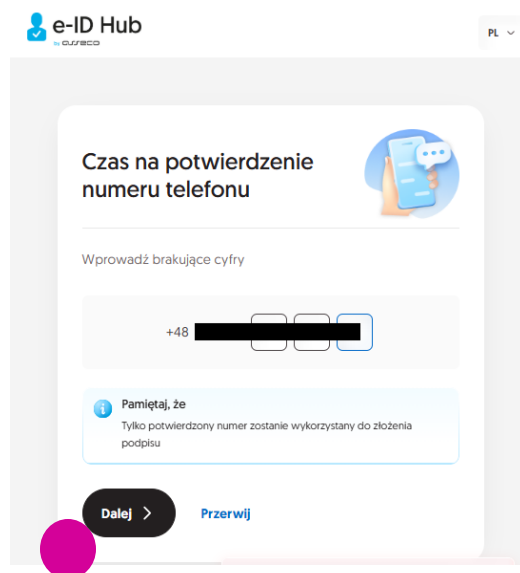 e-ID Hub
by asseco
PL
Czas na potwierdzenie
numeru telefonu
Wprowadź brakujące cyfry
+48
Pamiętaj, że
Tylko potwierdzony numer zostanie wykorzystany do złożenia
podpisu
Dalej
Przerwij